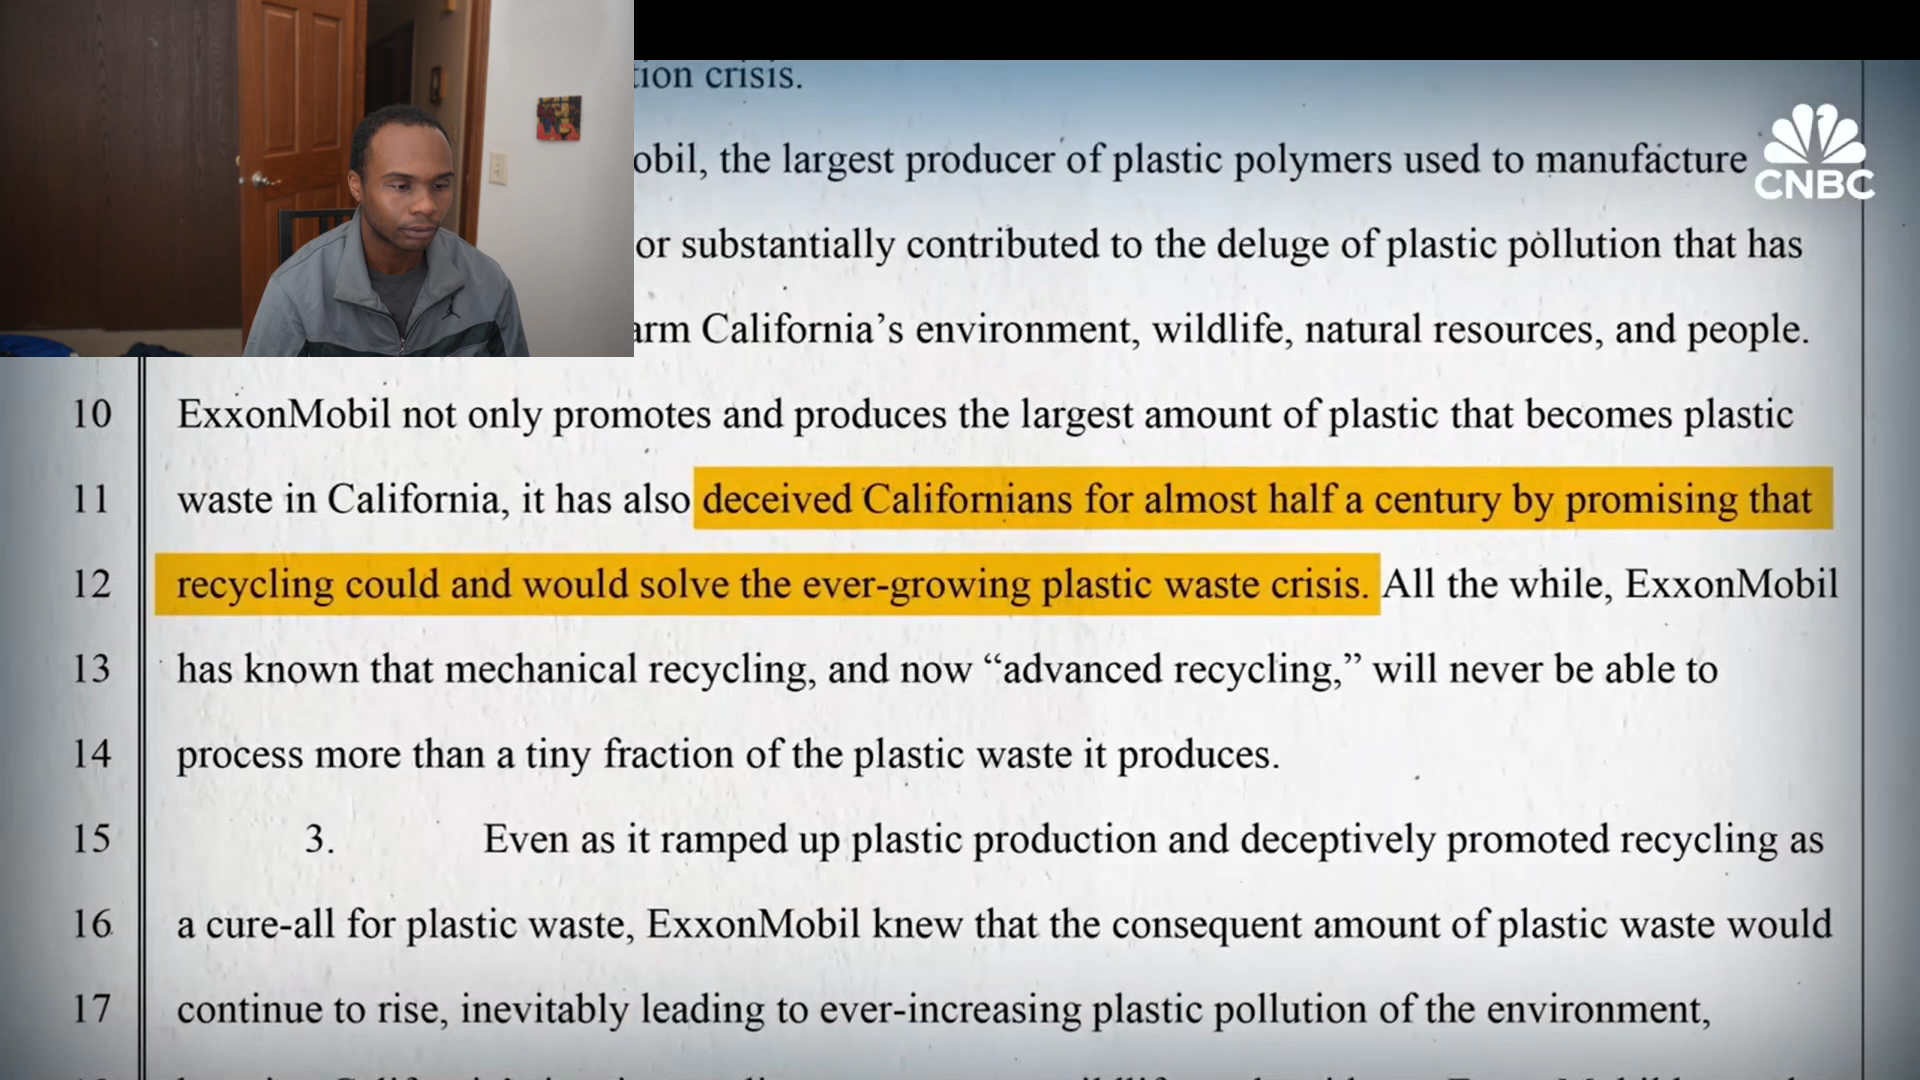 tion crisis.
obil, the largest producer of plastic polymers used to manufacture
CNBC
or substantially contributed to the deluge of plastic pollution that has
arm California’s environment, wildlife, natural resources, and people.
10 ExxonMobil not only promotes and produces the largest amount of plastic that becomes plastic
11 waste in California, it has also deceived Californians for almost half a century by promising that
12 recycling could and would solve the ever-growing plastic waste crisis. All the while, ExxonMobil
13 has known that mechanical recycling, and now “advanced recycling,” will never be able to
14 process more than a tiny fraction of the plastic waste it produces.
15 3. Even as it ramped up plastic production and deceptively promoted recycling as
16 a cure-all for plastic waste, ExxonMobil knew that the consequent amount of plastic waste would
17 continue to rise, inevitably leading to ever-increasing plastic pollution of the environment,